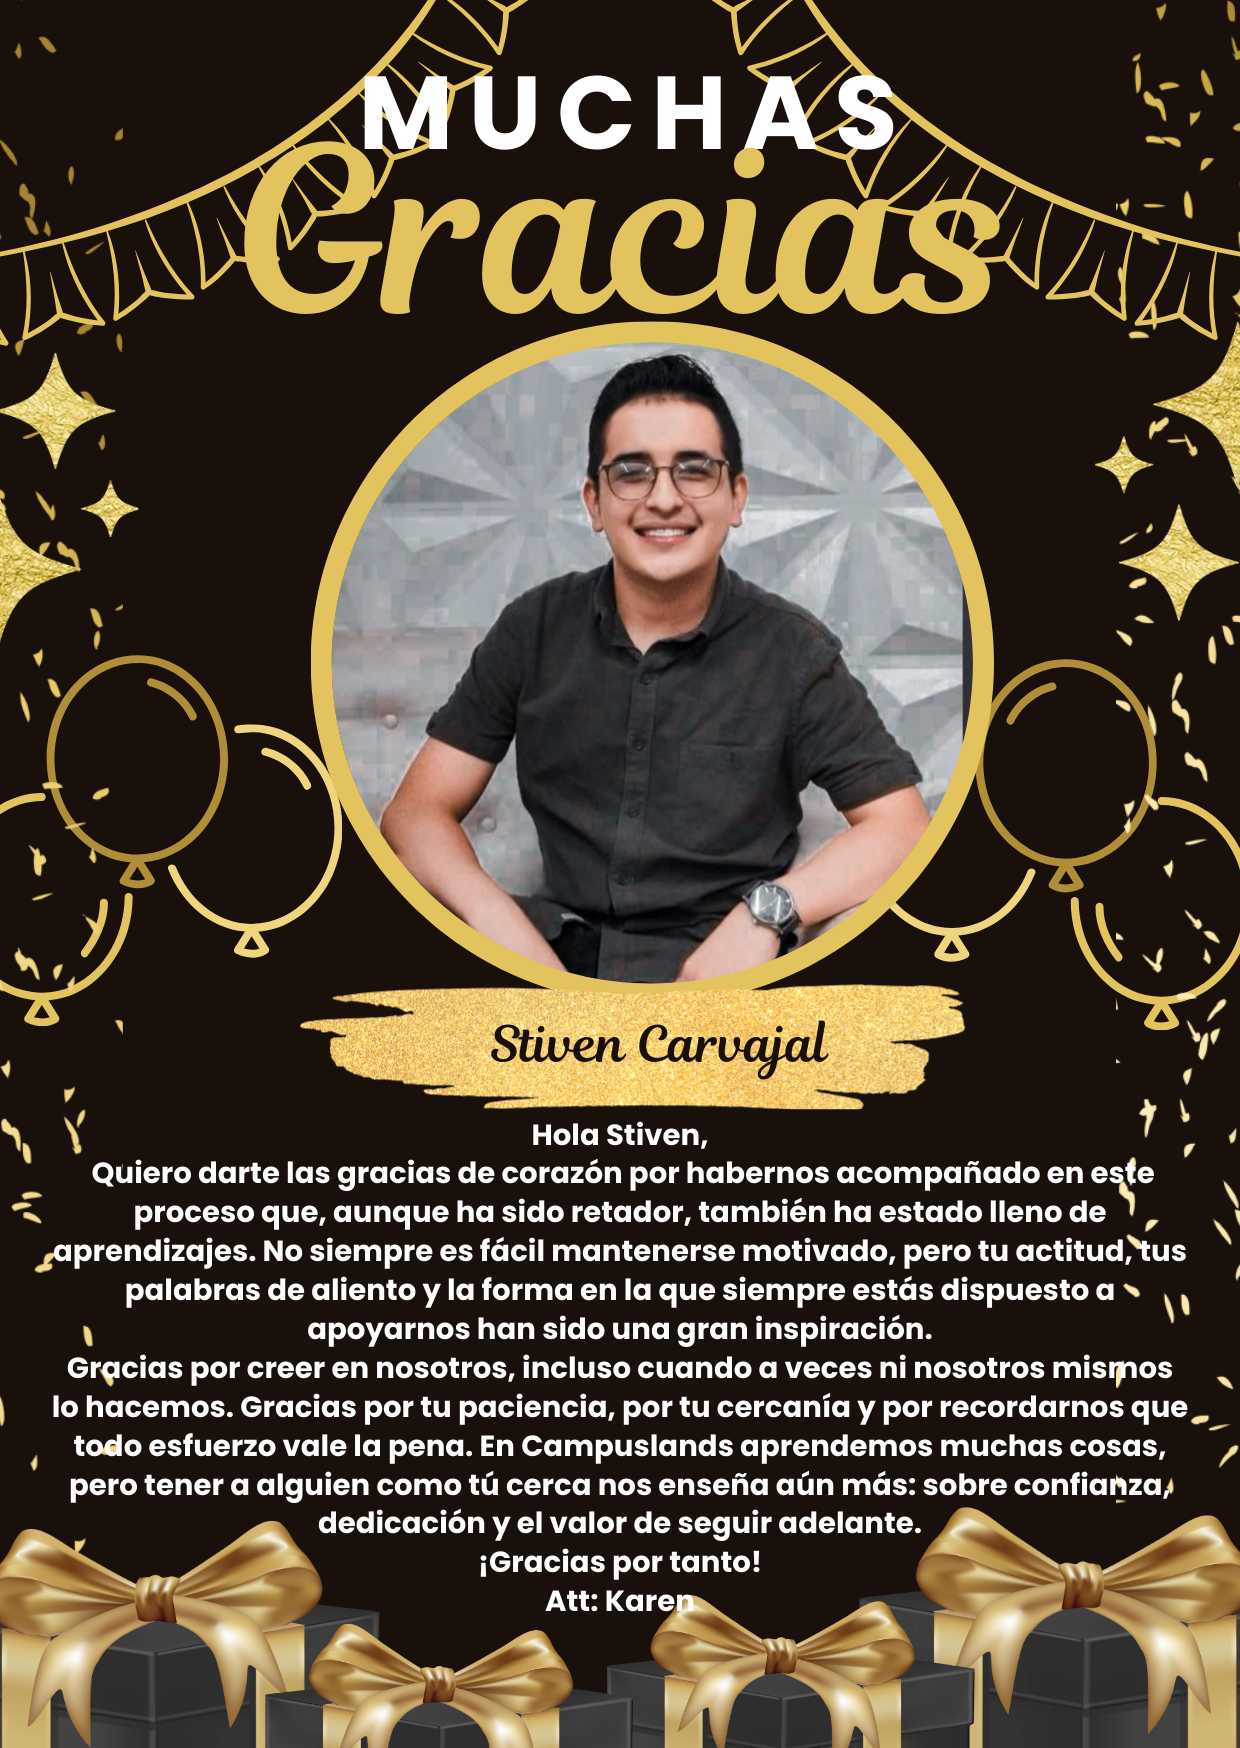 MUCHAS
Gracias
Stiven Carvajal
Hola Stiven,
Quiero darte las gracias de corazón por habernos acompañado en este
proceso que, aunque ha sido retador, también ha estado lleno de
aprendizajes. No siempre es fácil mantenerse motivado, pero tu actitud, tus
palabras de aliento y la forma en la que siempre estás dispuesto a
apoyarnos han sido una gran inspiración.
Gracias por creer en nosotros, incluso cuando a veces ni nosotros mismos
lo hacemos. Gracias por tu paciencia, por tu cercanía y por recordarnos que
todo esfuerzo vale la pena. En Campuslands aprendemos muchas cosas,
pero tener a alguien como tú cerca nos enseña aún más: sobre confianza,
dedicación y el valor de seguir adelante.
¡Gracias por tanto!
Att: Karen